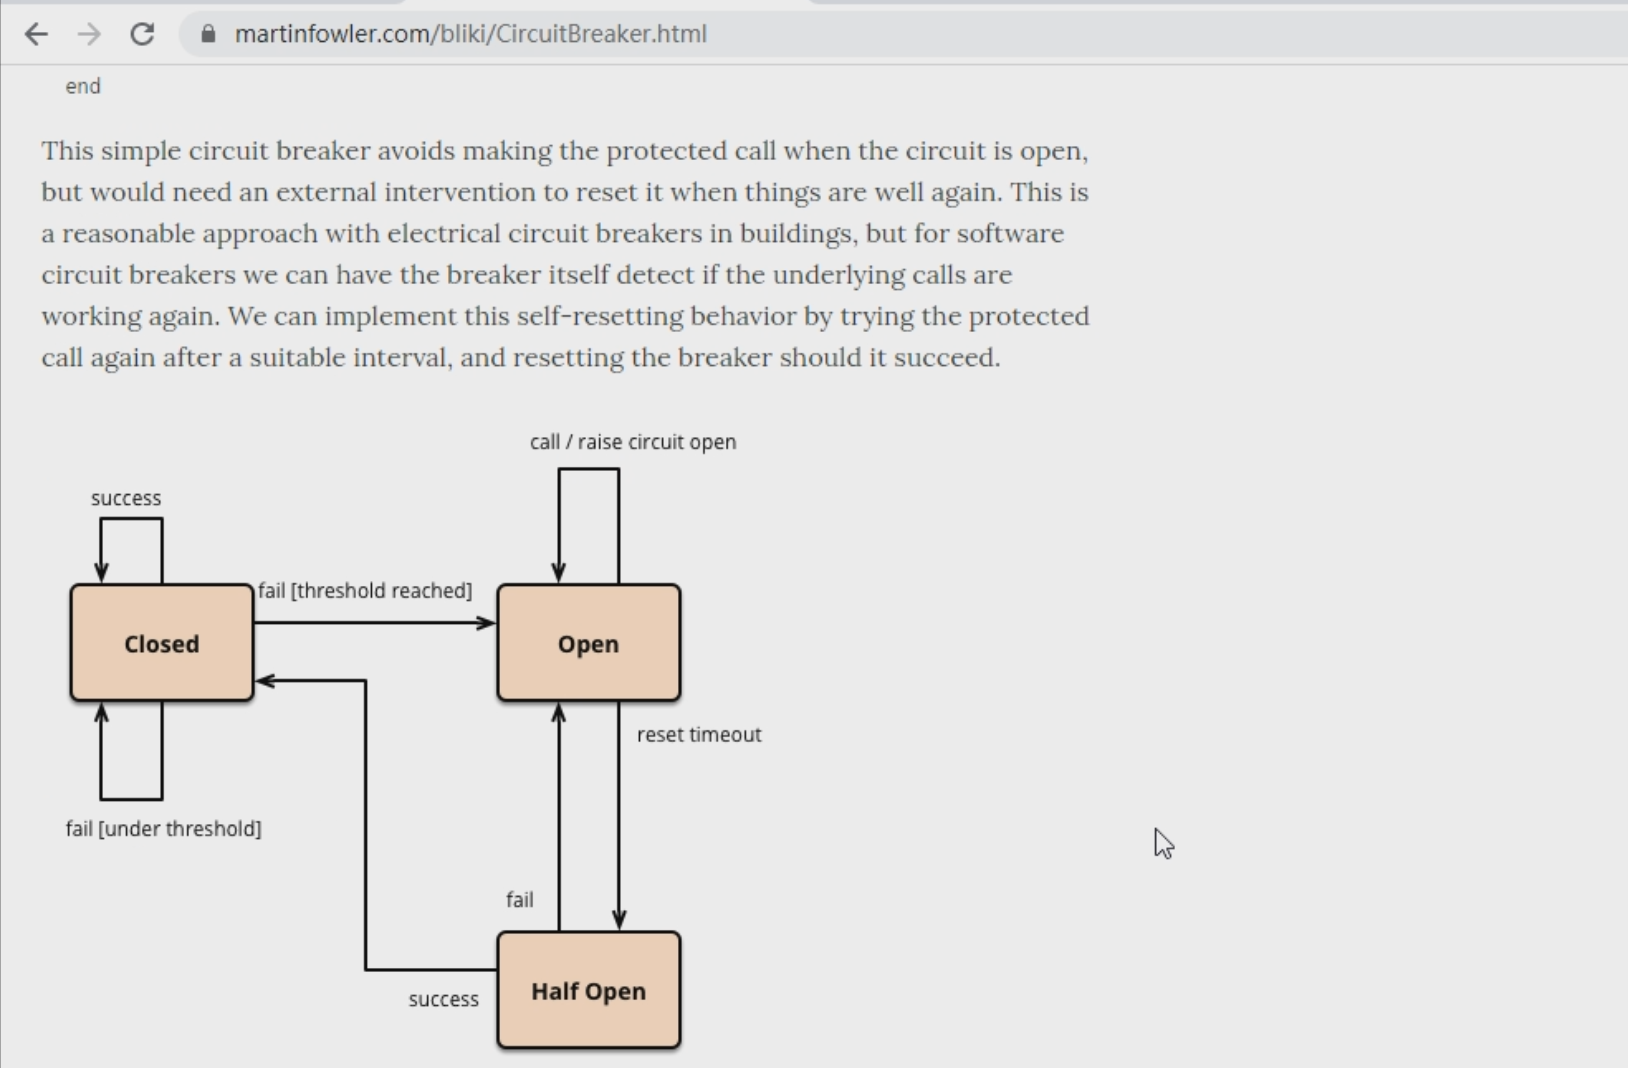 martinfowler.com/bliki/CircuitBreaker.html
end
This simple circuit breaker avoids making the protected call when the circuit is open,
but would need an external intervention to reset it when things are well again. This is
a reasonable approach with electrical circuit breakers in buildings, but for software
circuit breakers we can have the breaker itself detect if the underlying calls are
working again. We can implement this self-resetting behavior by trying the protected
call again after a suitable interval, and resetting the breaker should it succeed.
call / raise circuit open
success
fail [threshold reached]
Closed
Open
reset timeout
fail [under threshold]
fail
Half Open
success